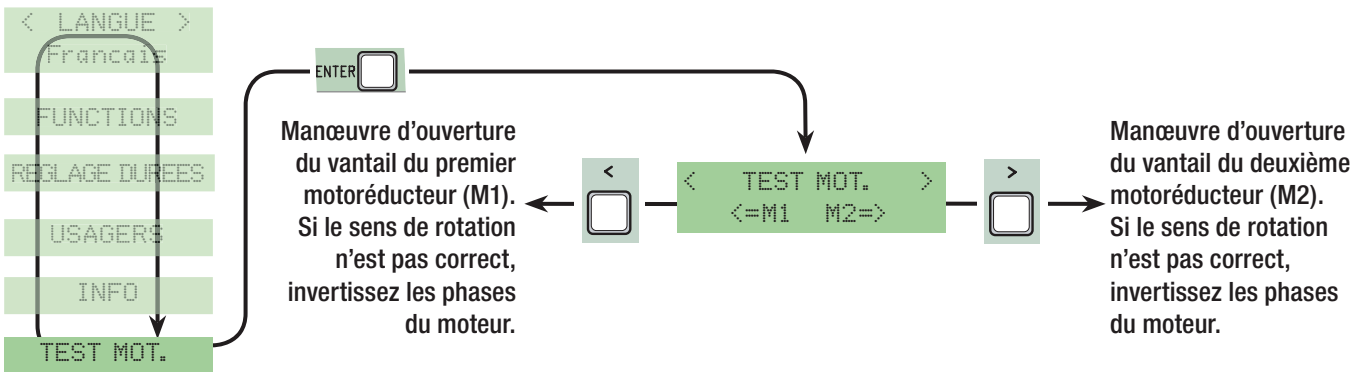 < LANGUE >
Francais
FUNCTIONS
REGLAGE DUREES
USAGERS
INFO
TEST MOT.
ENTER
Manœuvre d'ouverture
du vantail du premier
motoréducteur (M1).
Si le sens de rotation
n'est pas correct,
invertissez les phases
du moteur.
<
< TEST MOT. >
<=M1 M2=>
>
Manœuvre d'ouverture
du vantail du deuxième
motoréducteur (M2).
Si le sens de rotation
n'est pas correct,
invertissez les phases
du moteur.